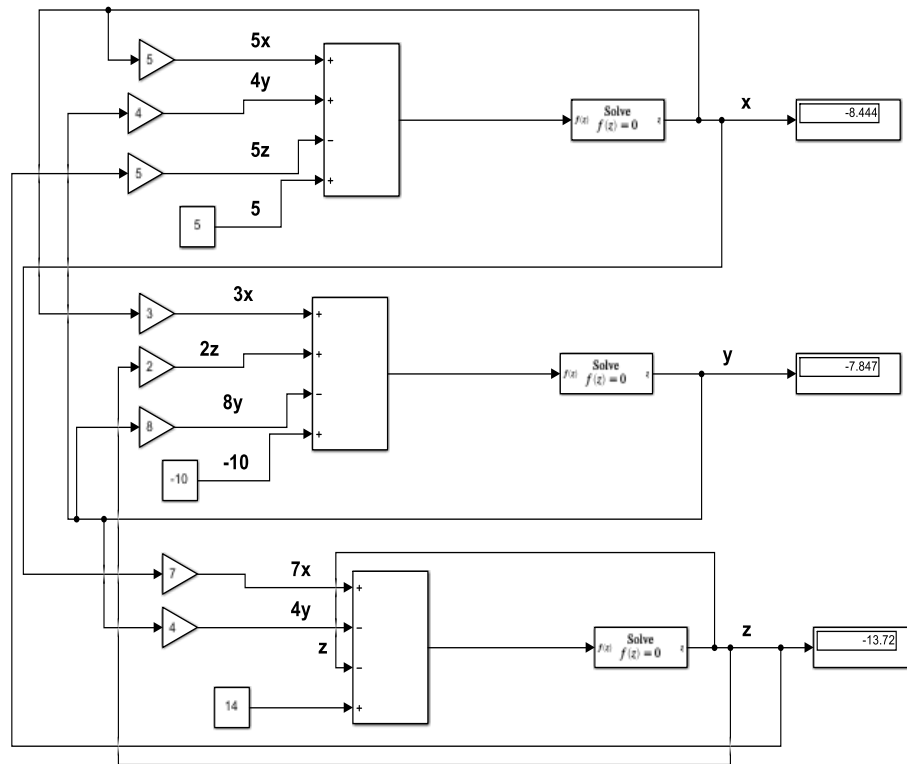 5 5x + Solve
4 4y + f(z) f(z) = 0 z x -8.444
5 5z −
5 5 +
3 3x +
2 2z + Solve
8 8y − f(z) f(z) = 0 z y -7.847
-10 -10 +
7 7x +
4 4y − Solve
z − f(z) f(z) = 0 z z -13.72
14 +